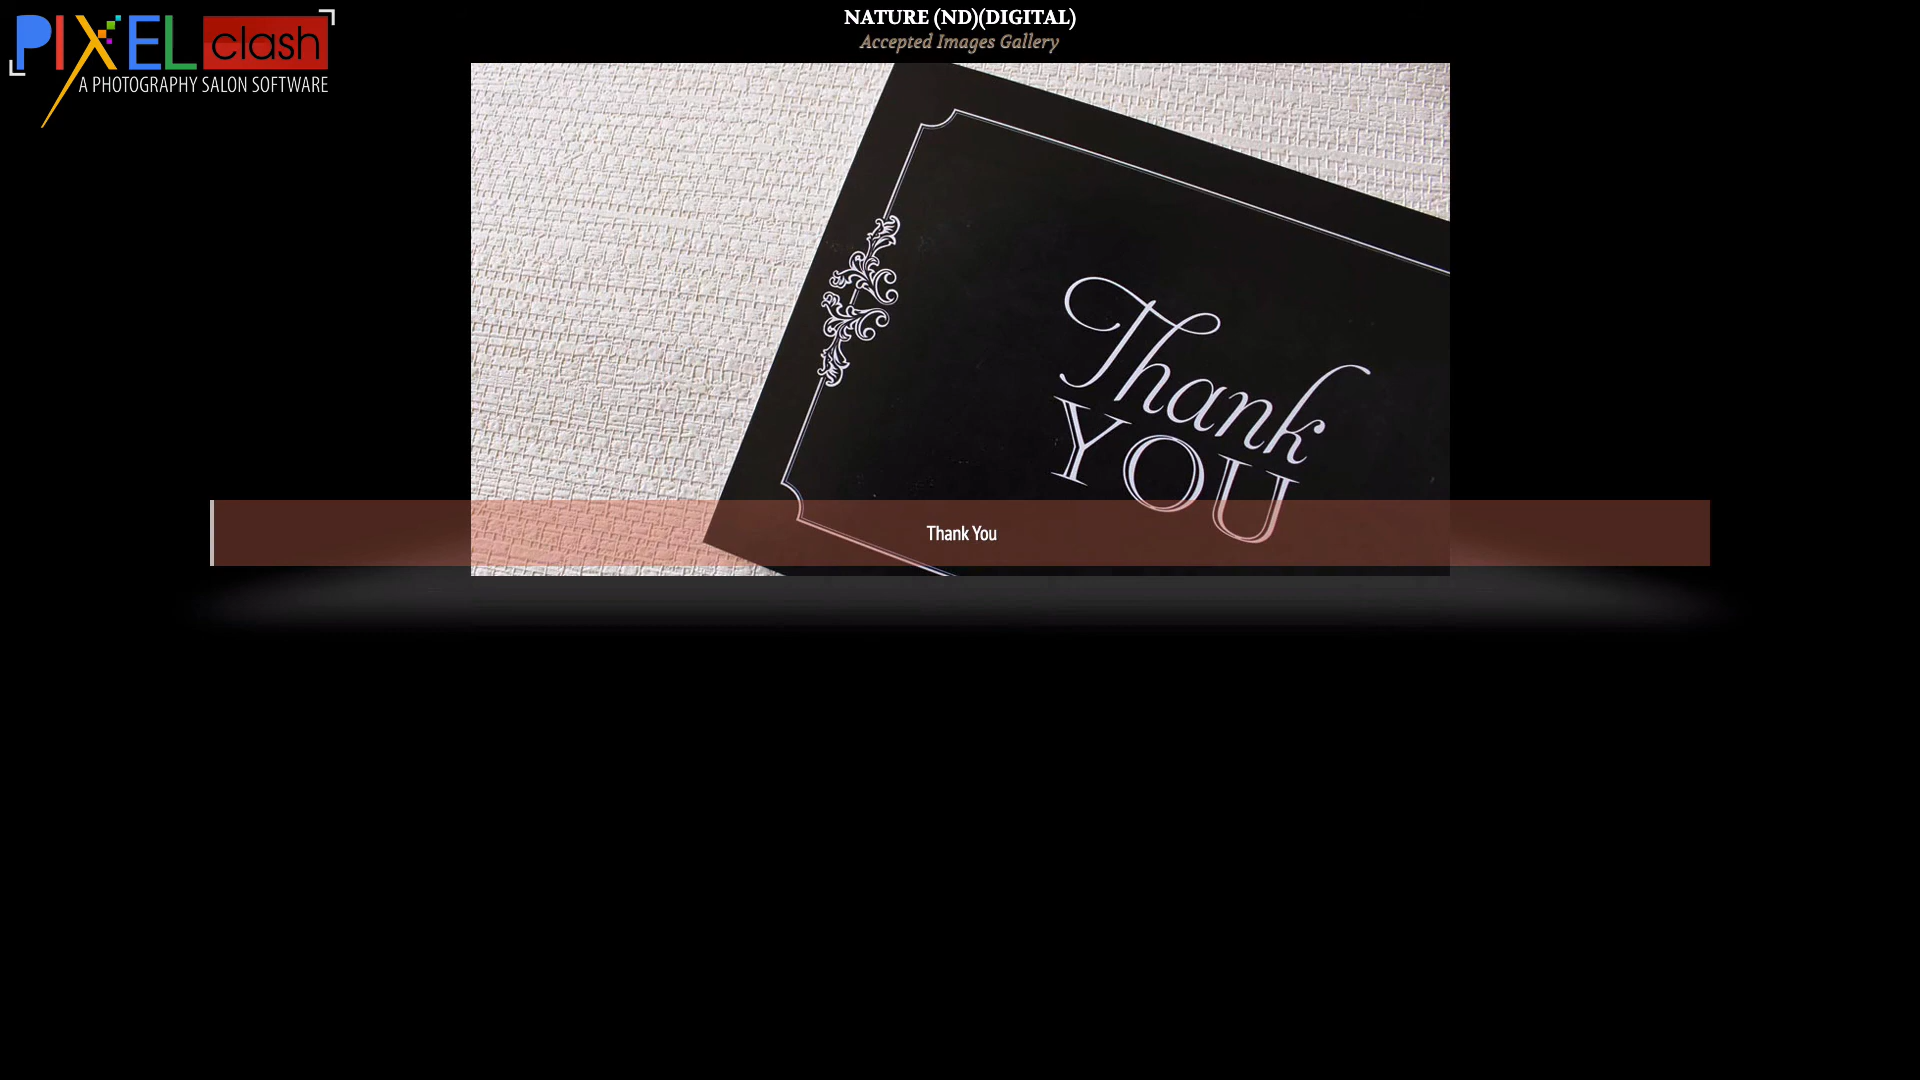 PIXEL clash
A PHOTOGRAPHY SALON SOFTWARE
NATURE (ND)(DIGITAL)
Accepted Images Gallery
Thank
YOU
Thank You